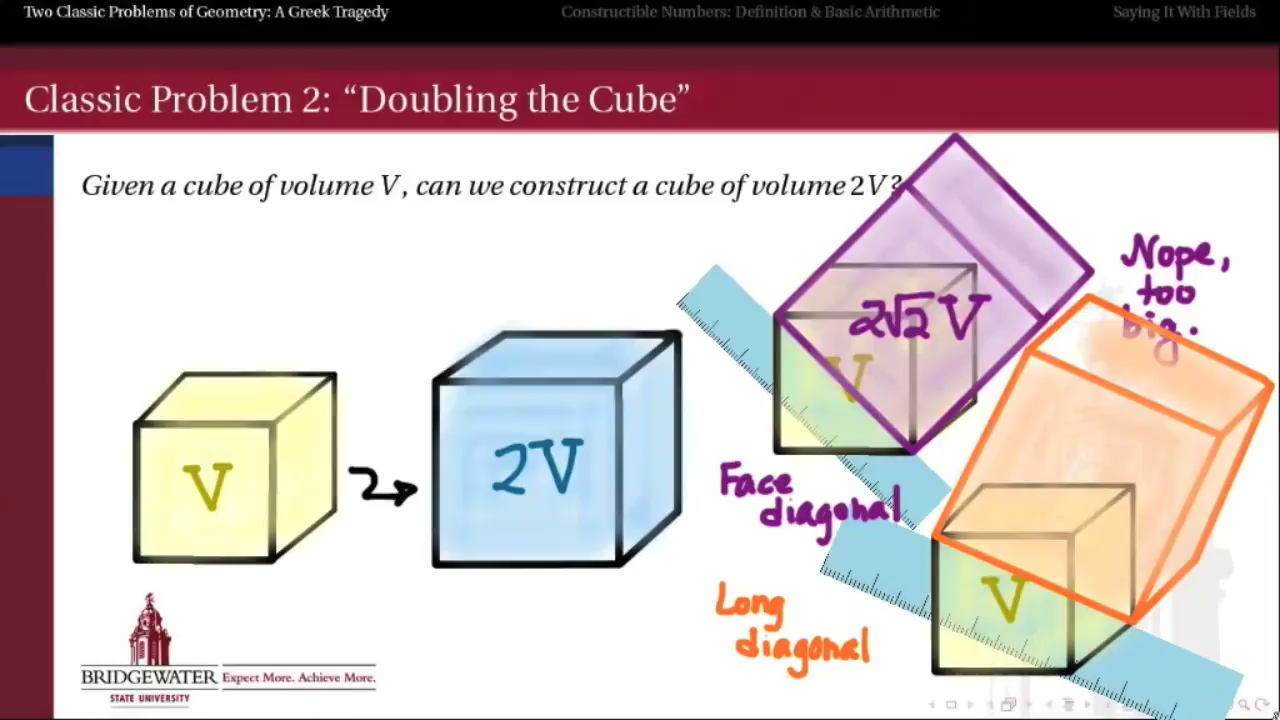 Two Classic Problems of Geometry: A Greek Tragedy
Constructible Numbers: Definition & Basic Arithmetic
Saying It With Fields
Classic Problem 2: “Doubling the Cube”
Given a cube of volume V, can we construct a cube of volume 2V?
Nope,
too
big.
2√2 V
V
V
2V
Face
diagonal
V
Long
diagonal
BRIDGEWATER
STATE UNIVERSITY
Expect More. Achieve More.